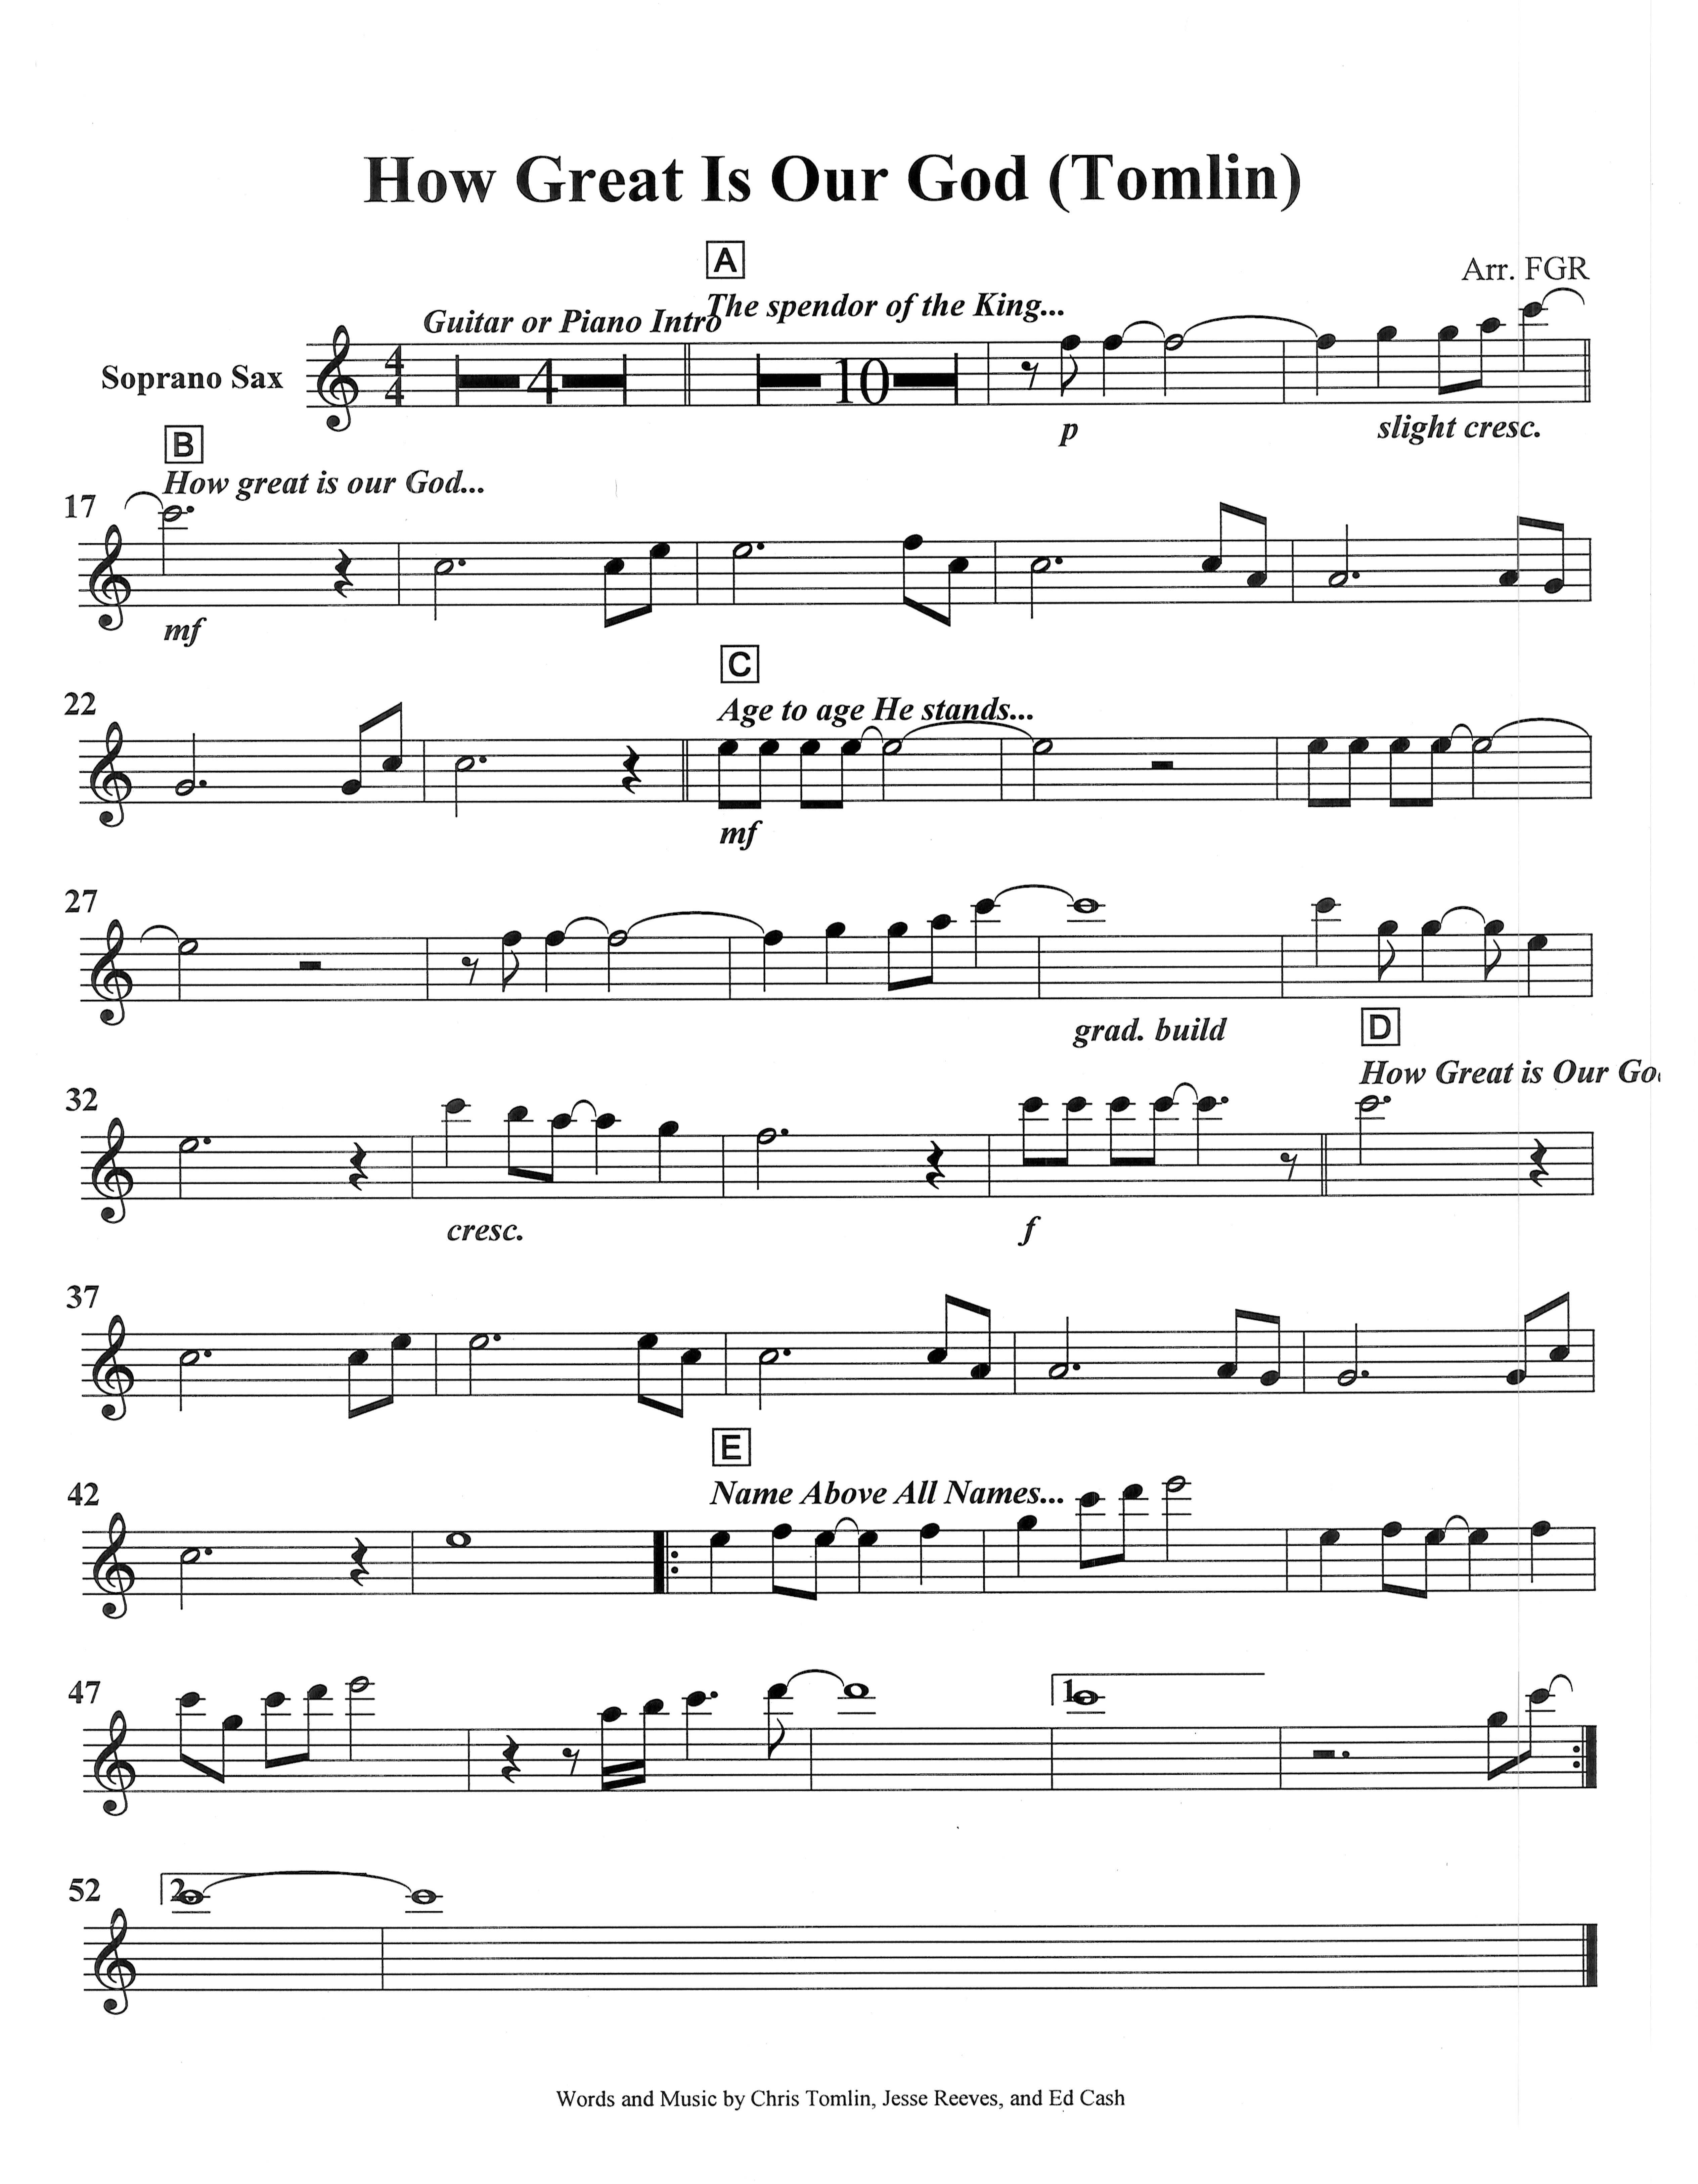 How Great Is Our God (Tomlin)
A
Arr. FGR
Guitar or Piano Intro
The spendor of the King...
Soprano Sax
4
4
4
10
p
slight cresc.
B
How great is our God...
17
mf
C
22
Age to age He stands...
mf
27
grad. build
D
How Great is Our Go
32
cresc.
f
37
E
42
Name Above All Names...
47
1.
52
2.
Words and Music by Chris Tomlin, Jesse Reeves, and Ed Cash